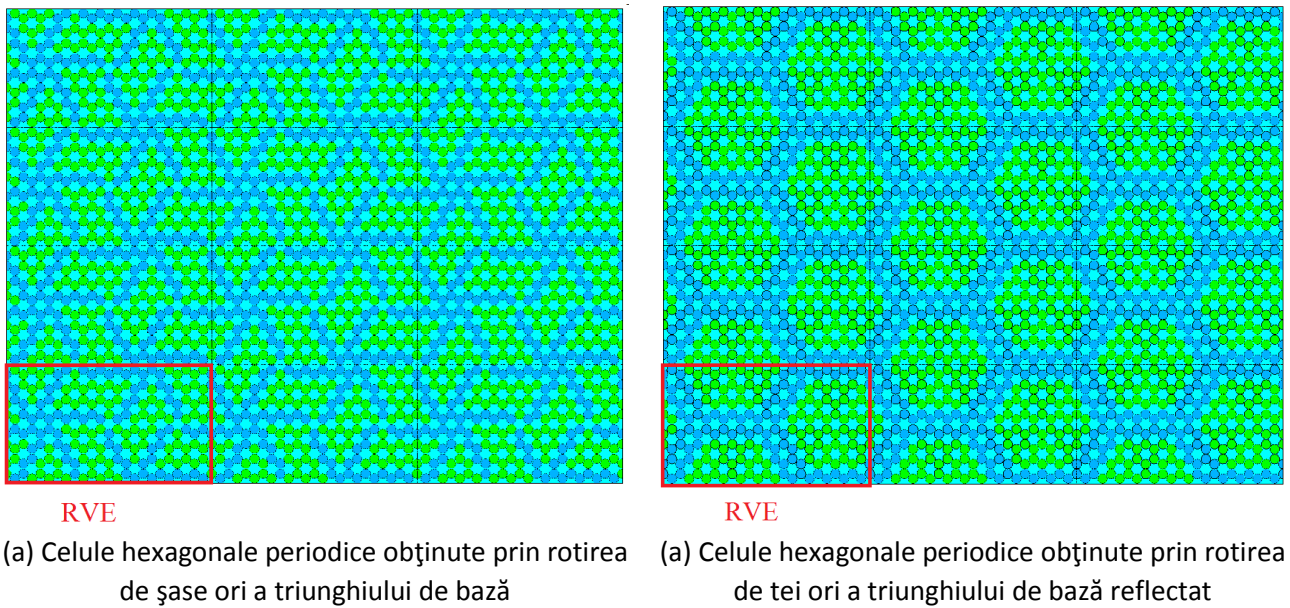 RVE
(a) Celule hexagonale periodice obţinute prin rotirea
de şase ori a triunghiului de bază
RVE
(a) Celule hexagonale periodice obţinute prin rotirea
de tei ori a triunghiului de bază reflectat